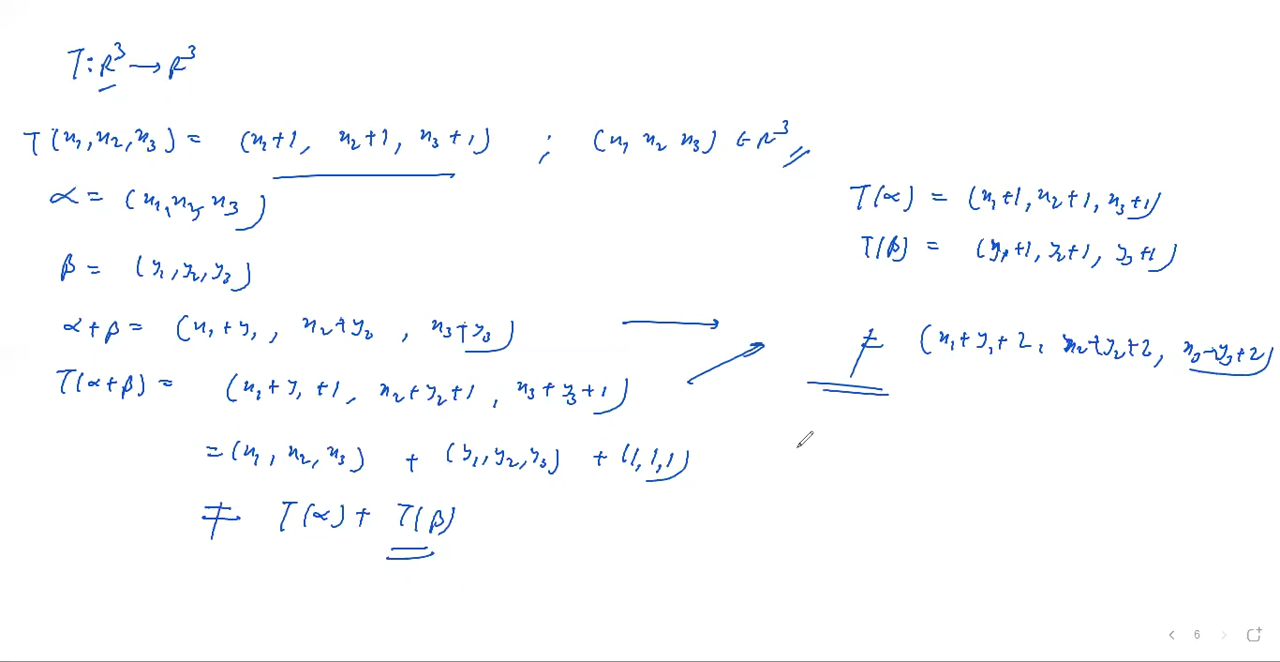 T: R³ → R³
T(x₁, x₂, x₃) = (x₁+1, x₂+1, x₃+1) ; (x₁ x₂ x₃) ∈ R³
α = (x₁, x₂, x₃)
β = (y₁, y₂, y₃)
α+β = (x₁+y₁, x₂+y₂, x₃+y₃) →
T(α+β) = (x₁+y₁+1, x₂+y₂+1, x₃+y₃+1)
= (x₁, x₂, x₃) + (y₁, y₂, y₃) + (1, 1, 1)
≠ T(α) + T(β)
T(α) = (x₁+1, x₂+1, x₃+1)
T(β) = (y₁+1, y₂+1, y₃+1)
≠ (x₁+y₁+2, x₂+y₂+2, x₃+y₃+2)
< 6 >